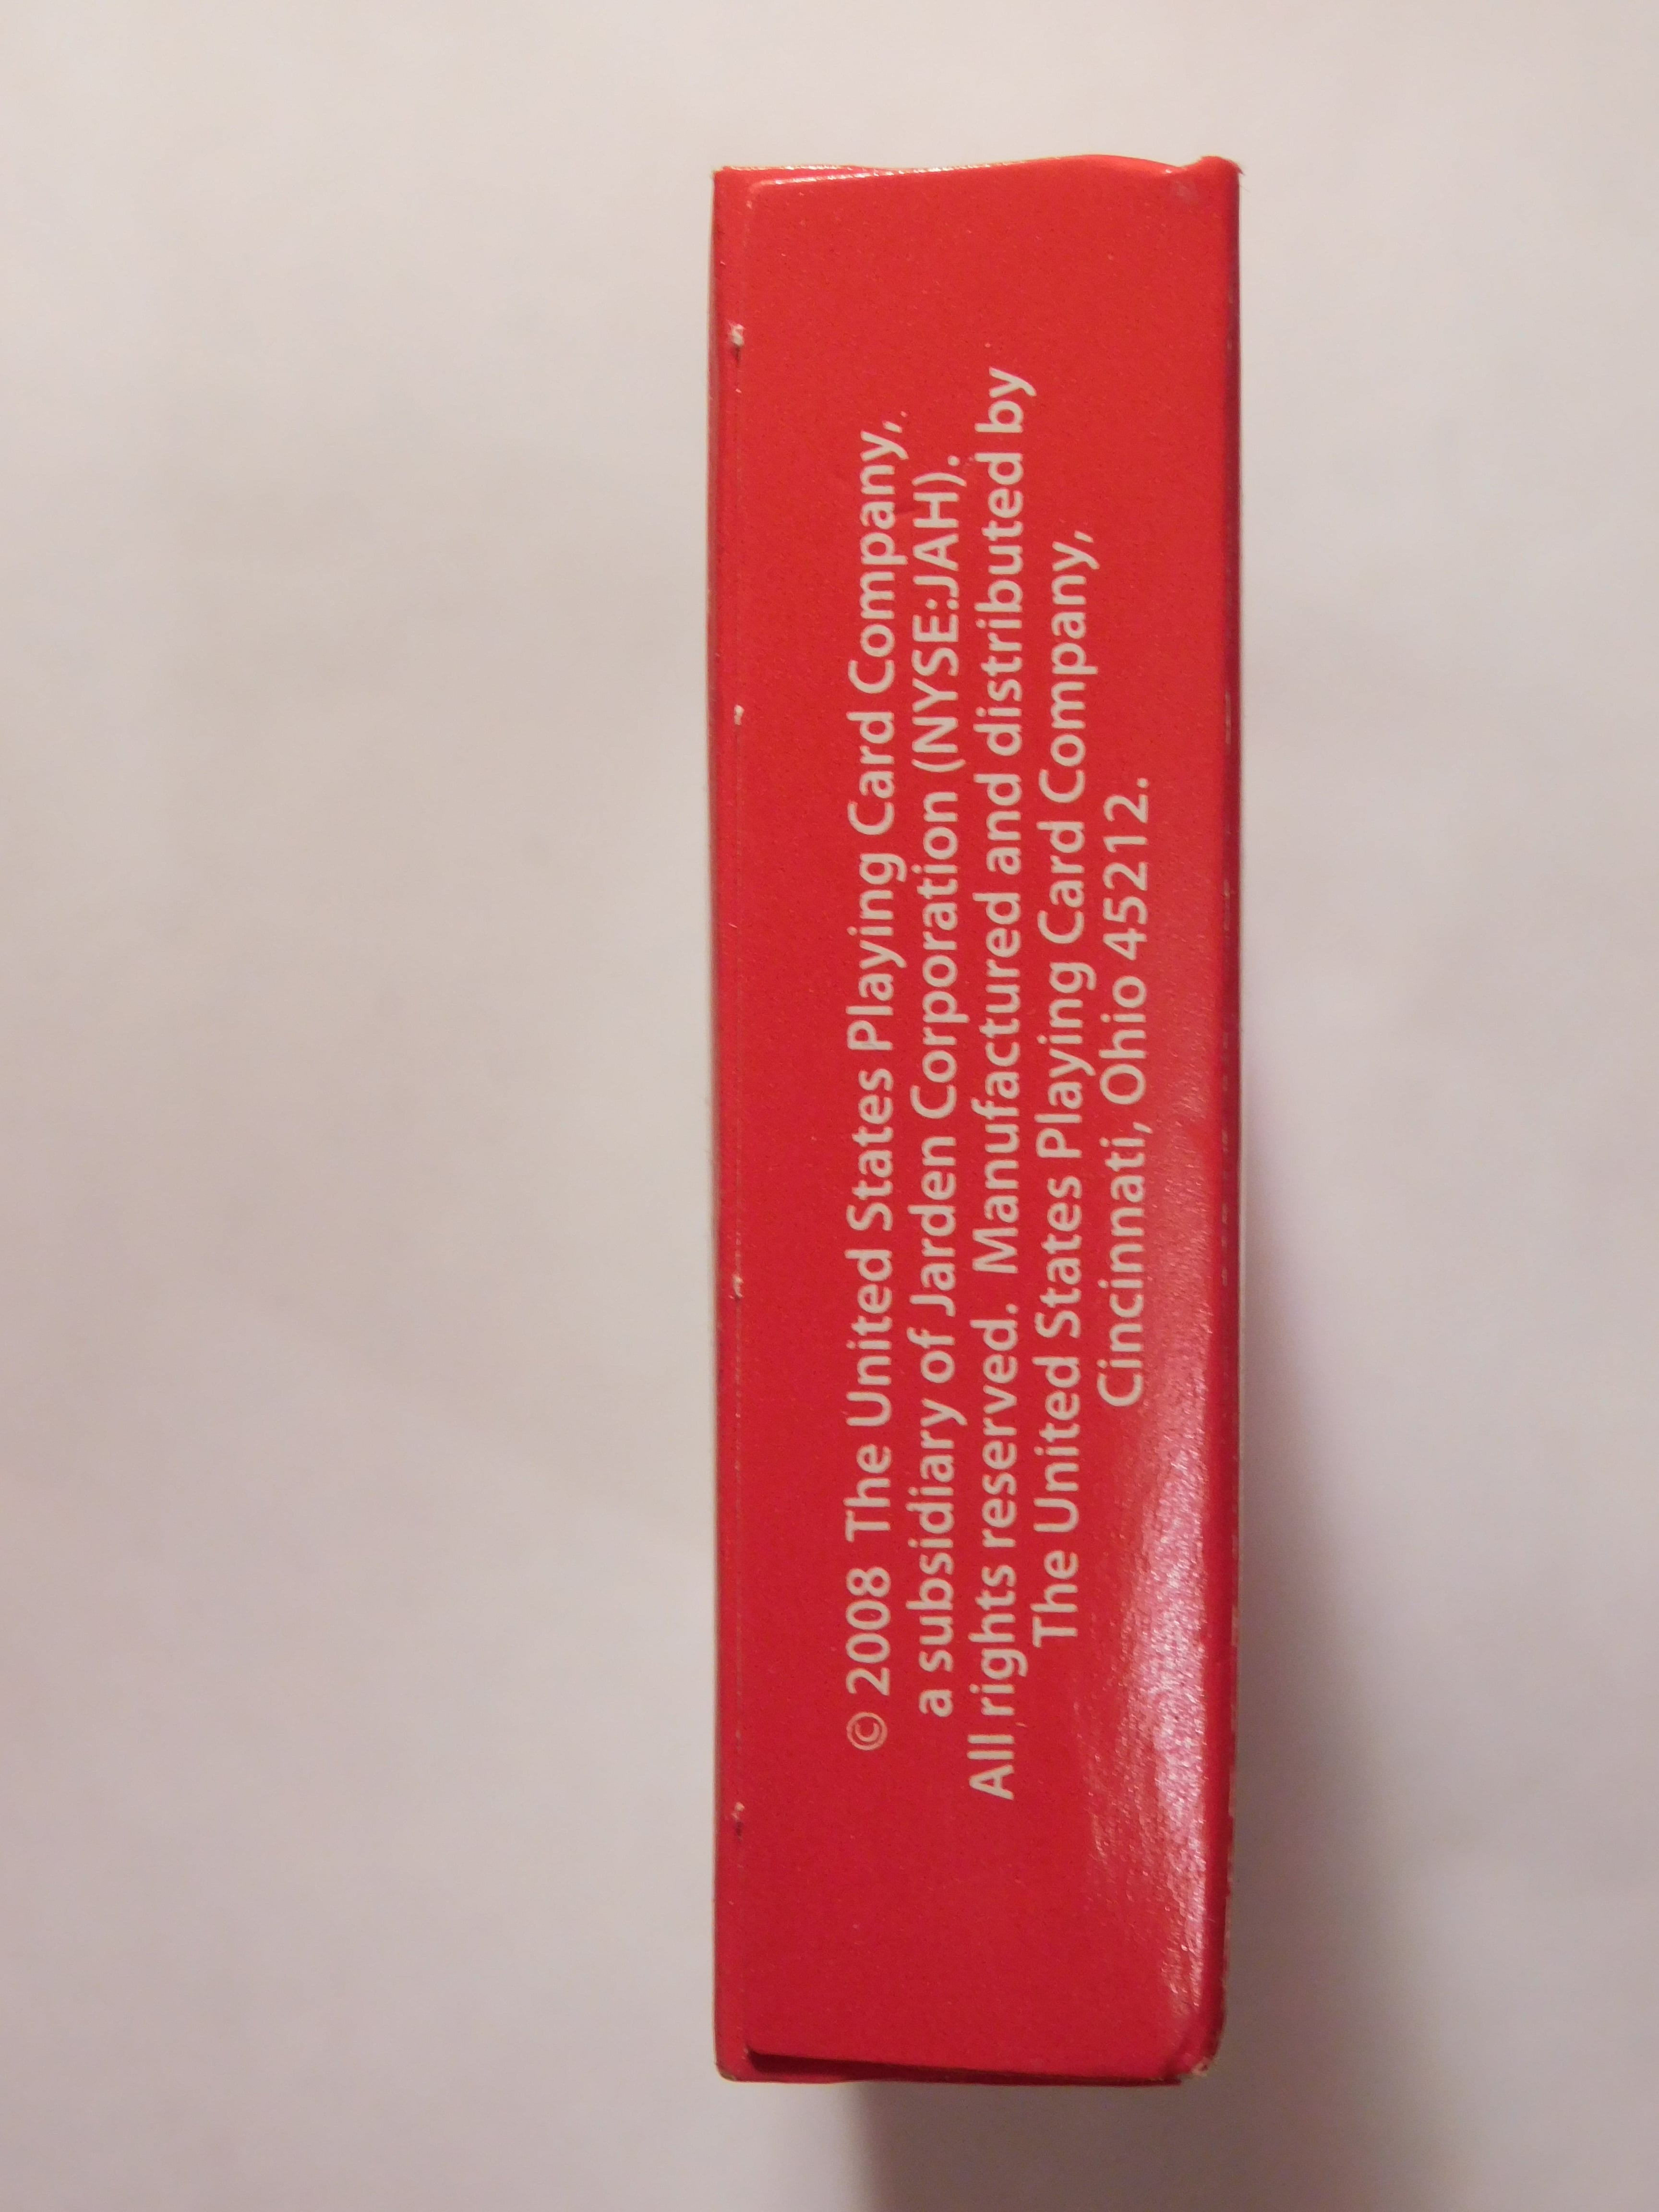 © 2008 The United States Playing Card Company,
a subsidiary of Jarden Corporation (NYSE:JAH).
All rights reserved. Manufactured and distributed by
The United States Playing Card Company,
Cincinnati, Ohio 45212.